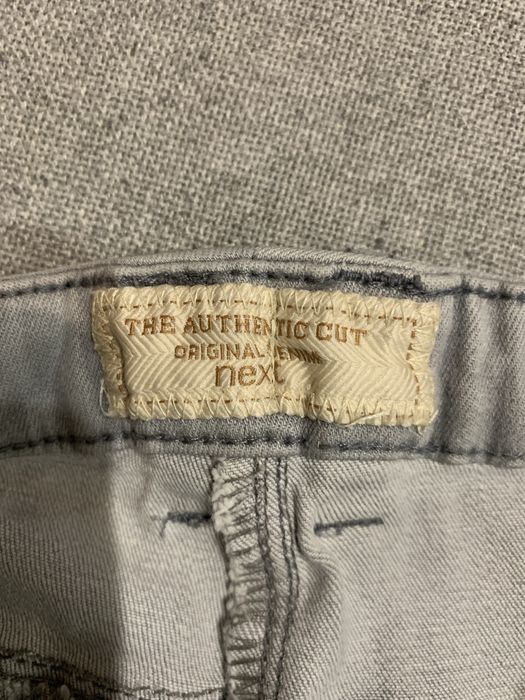 THE AUTHENTIC CUT
ORIGINAL DENIM
next